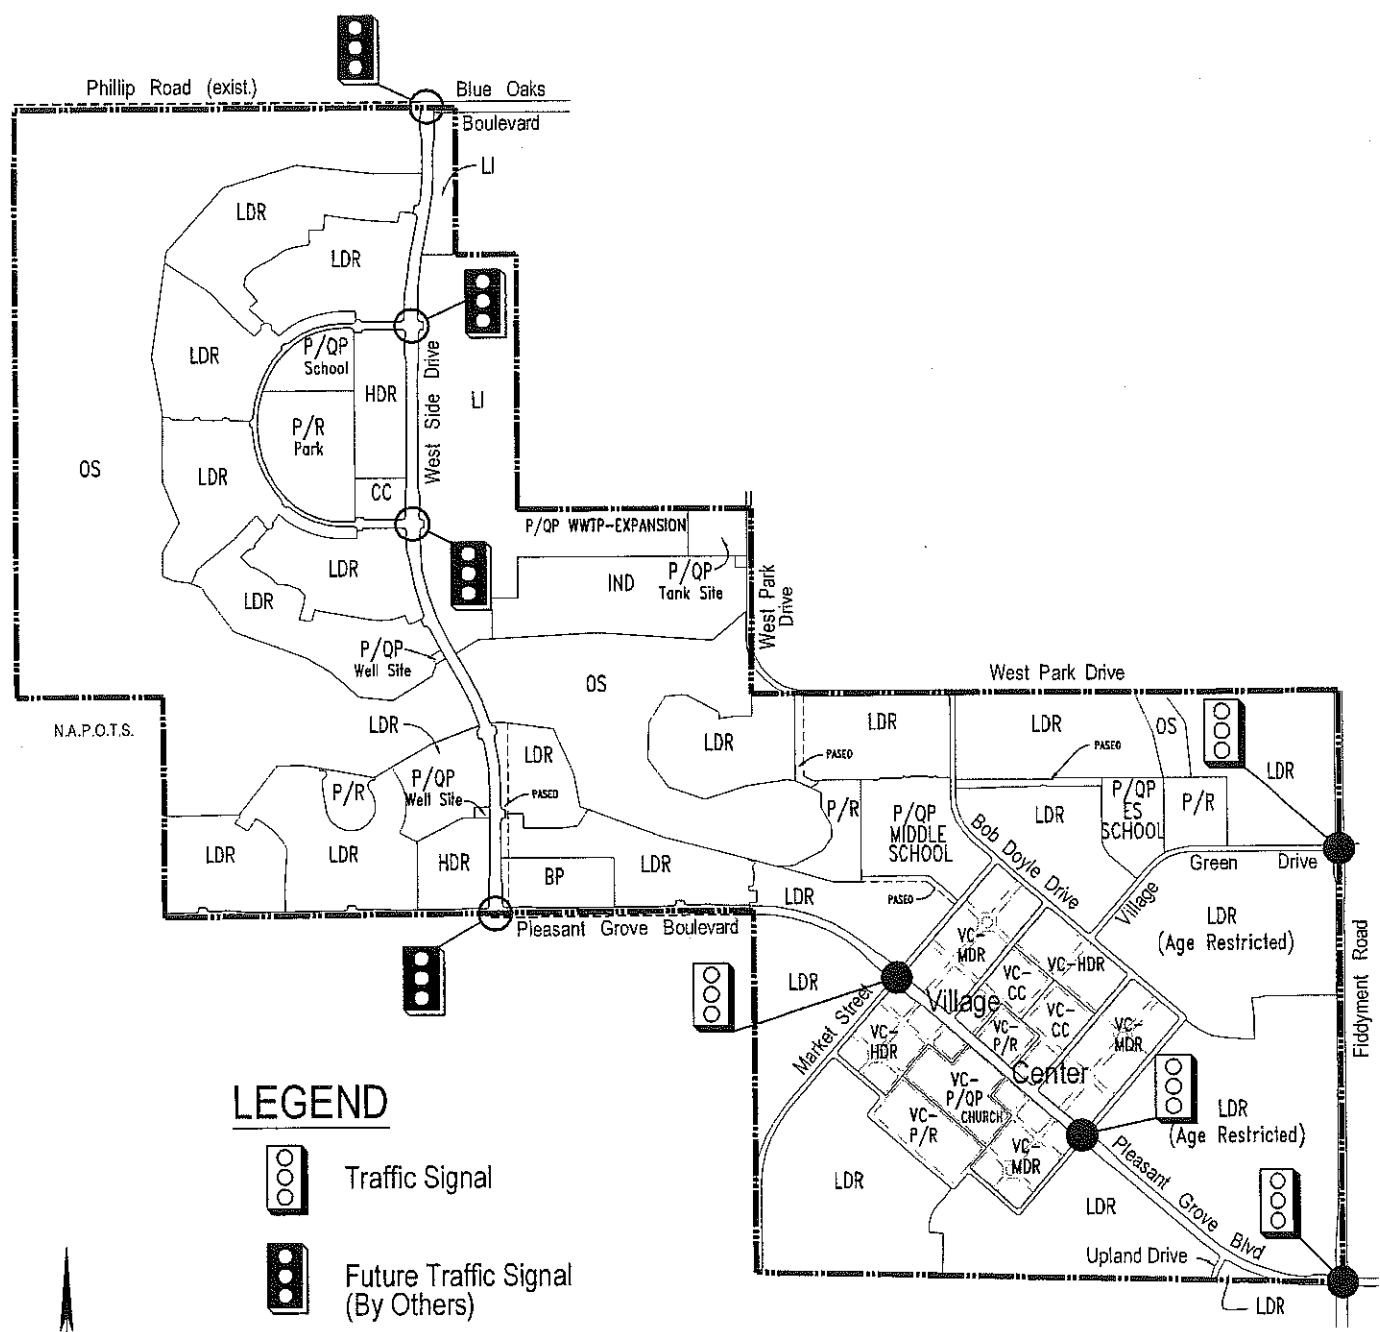 Phillip Road (exist.)
Blue Oaks
Boulevard
LI
LDR
LDR
P/QP
School
LDR
HDR
West Side Drive
LI
P/R
Park
OS
LDR
CC
P/QP WWTP-EXPANSION
LDR
IND
P/QP
Tank Site
West Park
Drive
LDR
P/QP
Well Site
OS
West Park Drive
N.A.P.O.T.S.
LDR
LDR
LDR
LDR
LDR
OS
PASEO
PASEO
LDR
P/R
P/QP
Well Site
PASEO
P/R
P/QP
MIDDLE
SCHOOL
LDR
P/QP
ES
SCHOOL
P/R
Bob Doyle Drive
LDR
LDR
HDR
BP
LDR
LDR
PASEO
Village
Green Drive
Pleasant Grove Boulevard
LDR
(Age Restricted)
Fiddyment Road
LDR
VC-
MDR
VC-HDR
VC-
CC
Village
Market Street
VC-
HDR
VC-
P/R
VC-
CC
VC-
MDR
Center
VC-
P/QP
CHURCH
VC-
P/R
VC-
MDR
LDR
(Age Restricted)
LDR
LDR
Pleasant Grove Blvd
Upland Drive
LDR
LEGEND
Traffic Signal
Future Traffic Signal
(By Others)